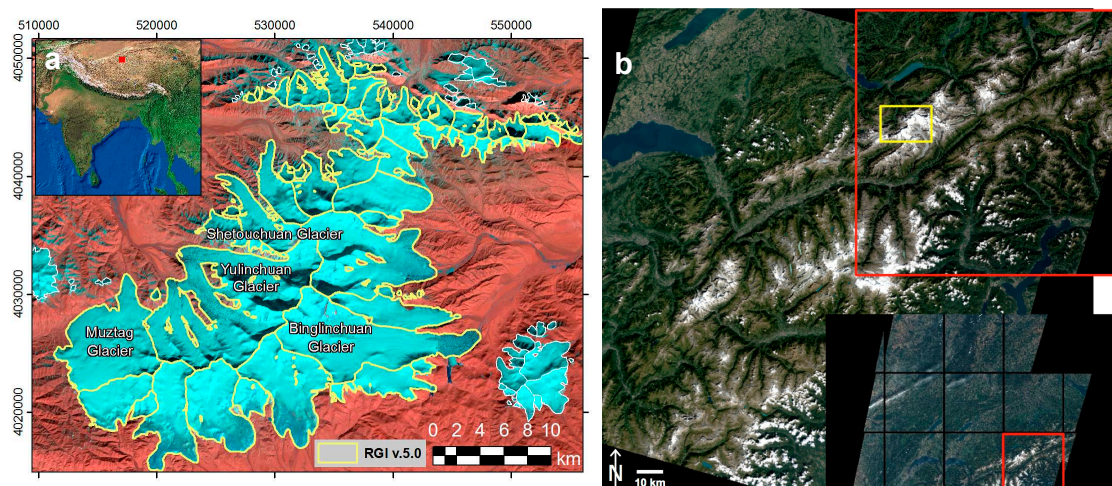 510000 520000 530000 540000 550000
4050000
4040000
4030000
4020000
a
Shetouchuan Glacier
Yulinchuan
Glacier
Binglinchuan
Glacier
Muztag
Glacier
RGI v.5.0
0 2 4 6 8 10
km
b
N
10 km